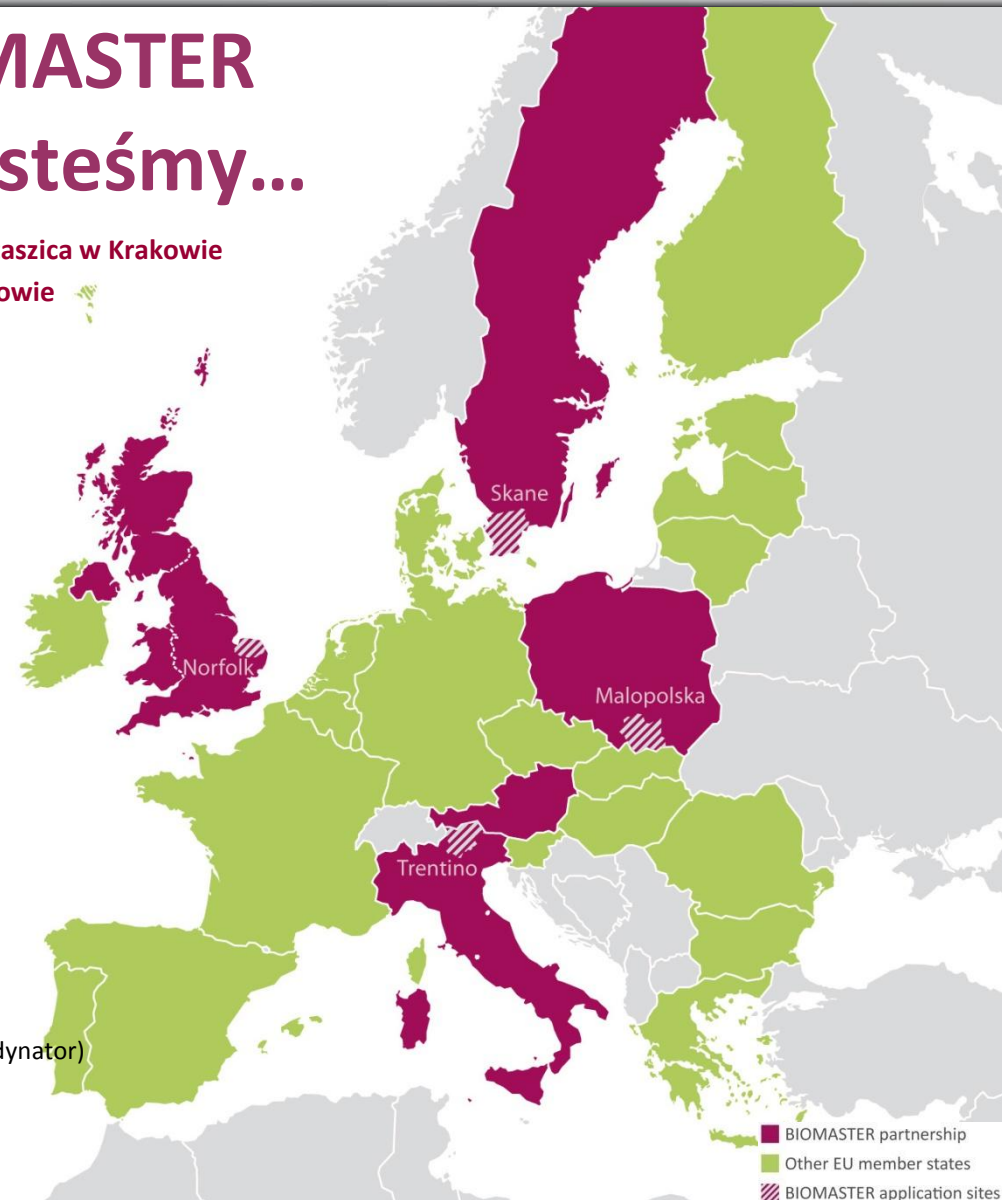 MASTER
steśmy...
aszica w Krakowie
owie
Skane
Norfolk
Malopolska
Trentino
dynator)
BIOMASTER partnership
Other EU member states
BIOMASTER application sites